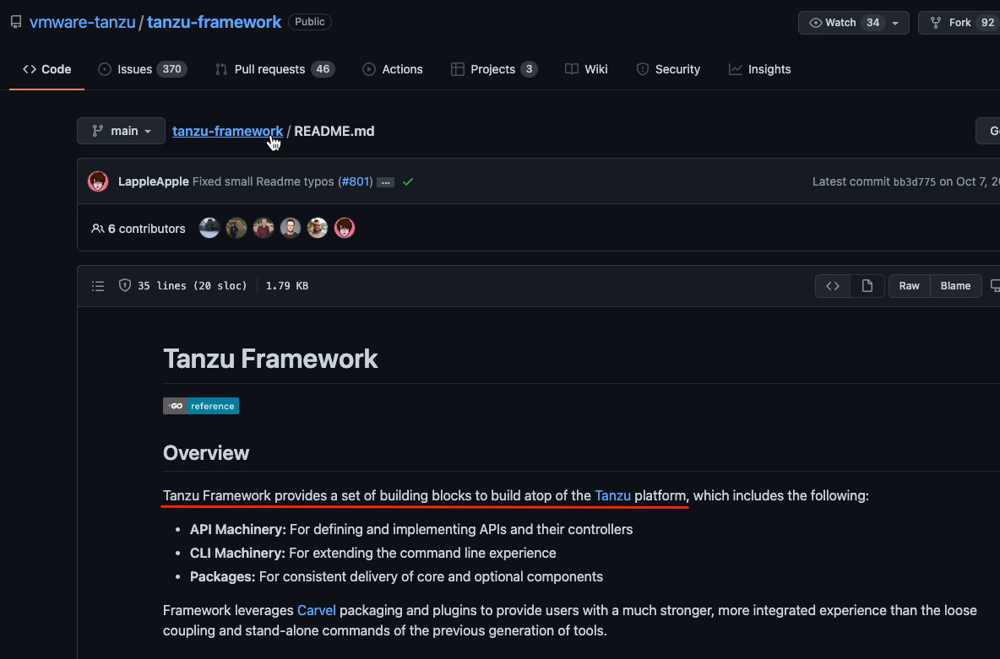 vmware-tanzu / tanzu-framework Public
Watch 34
Fork 92
Code
Issues 370
Pull requests 46
Actions
Projects 3
Wiki
Security
Insights
main
tanzu-framework / README.md
LappleApple Fixed small Readme typos (#801) ...
Latest commit bb3d775 on Oct 7,
6 contributors
35 lines (20 sloc) 1.79 KB
Raw
Blame
Tanzu Framework
GO reference
Overview
Tanzu Framework provides a set of building blocks to build atop of the Tanzu platform, which includes the following:
• API Machinery: For defining and implementing APIs and their controllers
• CLI Machinery: For extending the command line experience
• Packages: For consistent delivery of core and optional components
Framework leverages Carvel packaging and plugins to provide users with a much stronger, more integrated experience than the loose
coupling and stand-alone commands of the previous generation of tools.